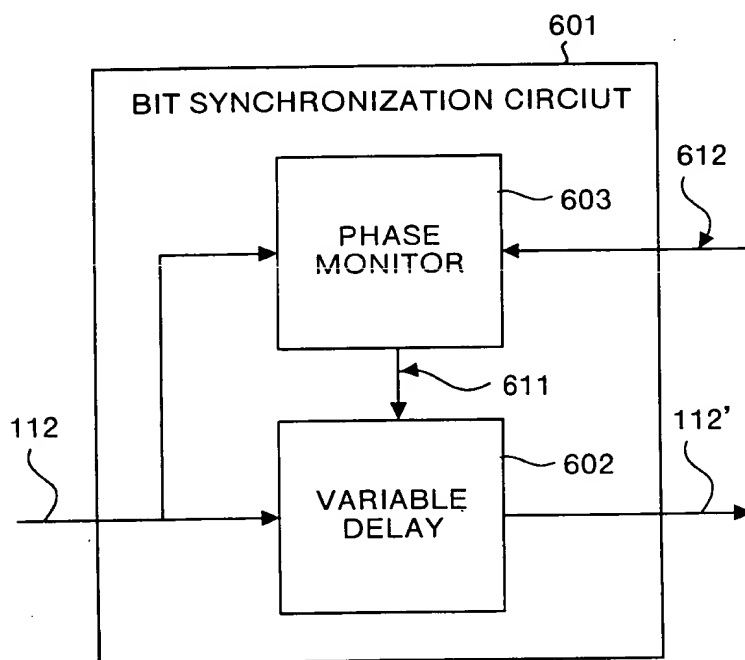 601
BIT SYNCHRONIZATION CIRCIUT
612
603
PHASE
MONITOR
611
112
112'
602
VARIABLE
DELAY